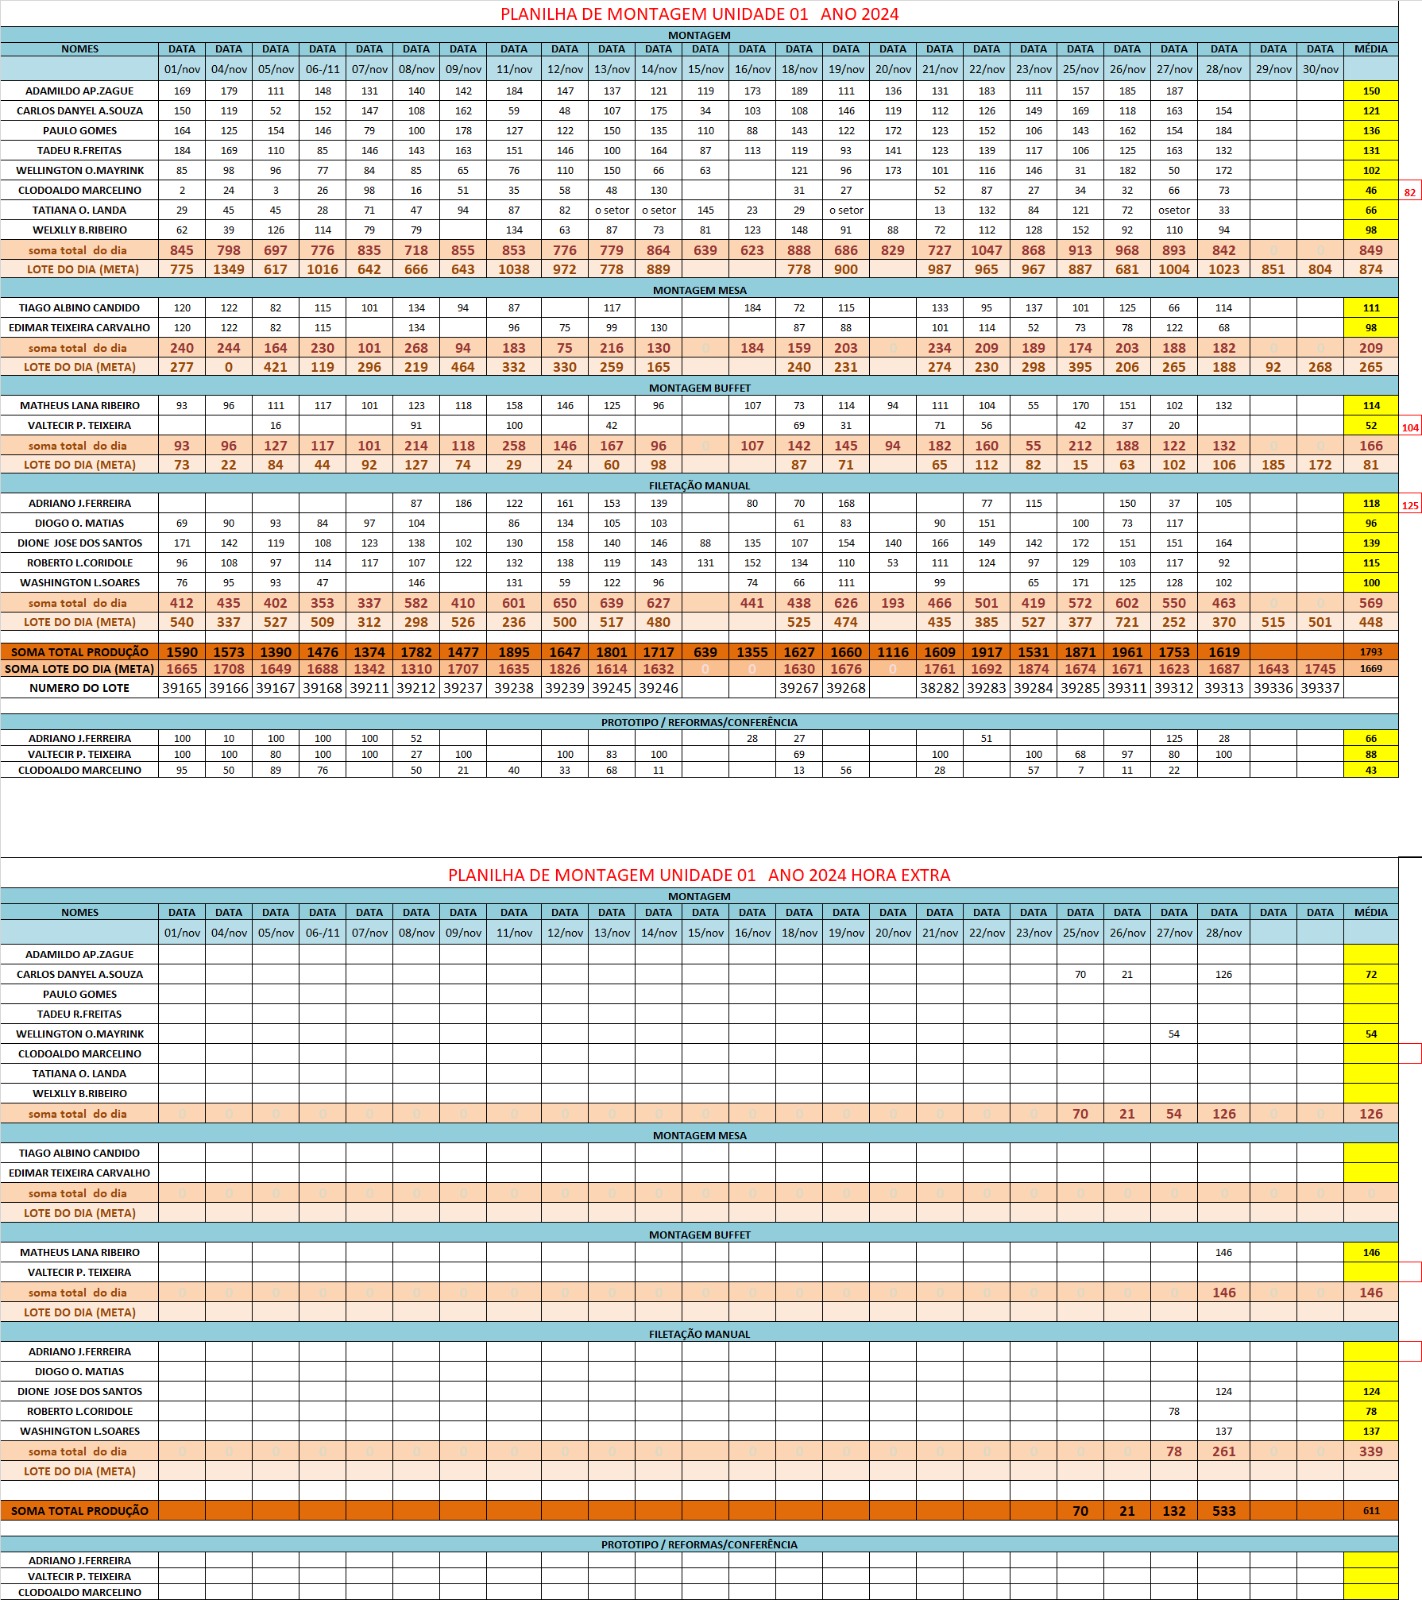 PLANILHA DE MONTAGEM UNIDADE 01 ANO 2024
MONTAGEM
NOMES DATA DATA DATA DATA DATA DATA DATA DATA DATA DATA DATA DATA DATA DATA DATA DATA DATA DATA DATA DATA DATA DATA DATA DATA DATA MÉDIA
01/nov 04/nov 05/nov 06-/11 07/nov 08/nov 09/nov 11/nov 12/nov 13/nov 14/nov 15/nov 16/nov 18/nov 19/nov 20/nov 21/nov 22/nov 23/nov 25/nov 26/nov 27/nov 28/nov 29/nov 30/nov
ADAMILDO AP.ZAGUE 169 179 111 148 131 140 142 184 147 137 121 119 173 189 111 136 131 183 111 157 185 187 150
CARLOS DANYEL A.SOUZA 150 119 52 152 147 108 162 59 48 107 175 34 103 108 146 119 112 126 149 169 118 163 154 121
PAULO GOMES 164 125 154 146 79 100 178 127 122 150 135 110 88 143 122 172 123 152 106 143 162 154 184 136
TADEU R.FREITAS 184 169 110 85 146 143 163 151 146 100 164 87 113 119 93 141 123 139 117 106 125 163 132 131
WELLINGTON O.MAYRINK 85 98 96 77 84 85 65 76 110 150 66 63 121 96 173 101 116 146 31 182 50 172 102
CLODOALDO MARCELINO 2 24 3 26 98 16 51 35 58 48 130 31 27 52 87 27 34 32 66 73 46 82
TATIANA O. LANDA 29 45 45 28 71 47 94 87 82 o setor o setor 145 23 29 o setor 13 132 84 121 72 osetor 33 66
WELXLLY B.RIBEIRO 62 39 126 114 79 79 134 63 87 73 81 123 148 91 88 72 112 128 152 92 110 94 98
soma total do dia 845 798 697 776 835 718 855 853 776 779 864 639 623 888 686 829 727 1047 868 913 968 893 842 0 0 849
LOTE DO DIA (META) 775 1349 617 1016 642 666 643 1038 972 778 889 778 900 987 965 967 887 681 1004 1023 851 804 874
MONTAGEM MESA
TIAGO ALBINO CANDIDO 120 122 82 115 101 134 94 87 117 184 72 115 133 95 137 101 125 66 114 111
EDIMAR TEIXEIRA CARVALHO 120 122 82 115 134 96 75 99 130 87 88 101 114 52 73 78 122 68 98
soma total do dia 240 244 164 230 101 268 94 183 75 216 130 0 184 159 203 0 234 209 189 174 203 188 182 0 0 209
LOTE DO DIA (META) 277 0 421 119 296 219 464 332 330 259 165 240 231 274 230 298 395 206 265 188 92 268 265
MONTAGEM BUFFET
MATHEUS LANA RIBEIRO 93 96 111 117 101 123 118 158 146 125 96 107 73 114 94 111 104 55 170 151 102 132 114
VALTECIR P. TEIXEIRA 16 91 100 42 69 31 71 56 42 37 20 52 104
soma total do dia 93 96 127 117 101 214 118 258 146 167 96 107 142 145 94 182 160 55 212 188 122 132 0 0 166
LOTE DO DIA (META) 73 22 84 44 92 127 74 29 24 60 98 87 71 65 112 82 15 63 102 106 185 172 81
FILETAÇÃO MANUAL
ADRIANO J.FERREIRA 87 186 122 161 153 139 80 70 168 77 115 150 37 105 118 125
DIOGO O. MATIAS 69 90 93 84 97 104 86 134 105 103 61 83 90 151 100 73 117 96
DIONE JOSE DOS SANTOS 171 142 119 108 123 138 102 130 158 140 146 88 135 107 154 140 166 149 142 172 151 151 164 139
ROBERTO L.CORIDOLE 96 108 97 114 117 107 122 132 138 119 143 131 152 134 110 53 111 124 97 129 103 117 92 115
WASHINGTON L.SOARES 76 95 93 47 146 131 59 122 96 74 66 111 99 65 171 125 128 102 100
soma total do dia 412 435 402 353 337 582 410 601 650 639 627 441 438 626 193 466 501 419 572 602 550 463 0 0 569
LOTE DO DIA (META) 540 337 527 509 312 298 526 236 500 517 480 525 474 435 385 527 377 721 252 370 515 501 448
SOMA TOTAL PRODUÇÃO 1590 1573 1390 1476 1374 1782 1477 1895 1647 1801 1717 639 1355 1627 1660 1116 1609 1917 1531 1871 1961 1753 1619 1793
SOMA LOTE DO DIA (META) 1665 1708 1649 1688 1342 1310 1707 1635 1826 1614 1632 0 0 1630 1676 0 1761 1692 1874 1674 1671 1623 1687 1643 1745 1669
NUMERO DO LOTE 39165 39166 39167 39168 39211 39212 39237 39238 39239 39245 39246 39267 39268 38282 39283 39284 39285 39311 39312 39313 39336 39337
PROTOTIPO / REFORMAS/CONFERÊNCIA
ADRIANO J.FERREIRA 100 10 100 100 100 52 28 27 51 125 28 66
VALTECIR P. TEIXEIRA 100 100 80 100 100 27 100 100 83 100 69 100 100 68 97 80 100 88
CLODOALDO MARCELINO 95 50 89 76 50 21 40 33 68 11 13 56 28 57 7 11 22 43
PLANILHA DE MONTAGEM UNIDADE 01 ANO 2024 HORA EXTRA
MONTAGEM
NOMES DATA DATA DATA DATA DATA DATA DATA DATA DATA DATA DATA DATA DATA DATA DATA DATA DATA DATA DATA DATA DATA DATA DATA DATA DATA MÉDIA
01/nov 04/nov 05/nov 06-/11 07/nov 08/nov 09/nov 11/nov 12/nov 13/nov 14/nov 15/nov 16/nov 18/nov 19/nov 20/nov 21/nov 22/nov 23/nov 25/nov 26/nov 27/nov 28/nov
ADAMILDO AP.ZAGUE
CARLOS DANYEL A.SOUZA 70 21 126 72
PAULO GOMES
TADEU R.FREITAS
WELLINGTON O.MAYRINK 54 54
CLODOALDO MARCELINO
TATIANA O. LANDA
WELXLLY B.RIBEIRO
soma total do dia 0 0 0 0 0 0 0 0 0 0 0 0 0 0 0 0 0 0 0 70 21 54 126 0 0 126
MONTAGEM MESA
TIAGO ALBINO CANDIDO
EDIMAR TEIXEIRA CARVALHO
soma total do dia 0 0 0 0 0 0 0 0 0 0 0 0 0 0 0 0 0 0 0 0 0 0 0 0 0 0
LOTE DO DIA (META)
MONTAGEM BUFFET
MATHEUS LANA RIBEIRO 146 146
VALTECIR P. TEIXEIRA
soma total do dia 0 0 0 0 0 0 0 0 0 0 0 0 0 0 0 0 0 0 0 0 0 0 146 0 0 146
LOTE DO DIA (META)
FILETAÇÃO MANUAL
ADRIANO J.FERREIRA
DIOGO O. MATIAS
DIONE JOSE DOS SANTOS 124 124
ROBERTO L.CORIDOLE 78 78
WASHINGTON L.SOARES 137 137
soma total do dia 0 0 0 0 0 0 0 0 0 0 0 0 0 0 0 0 0 0 0 0 0 78 261 0 0 339
LOTE DO DIA (META)
SOMA TOTAL PRODUÇÃO 70 21 132 533 611
PROTOTIPO / REFORMAS/CONFERÊNCIA
ADRIANO J.FERREIRA
VALTECIR P. TEIXEIRA
CLODOALDO MARCELINO